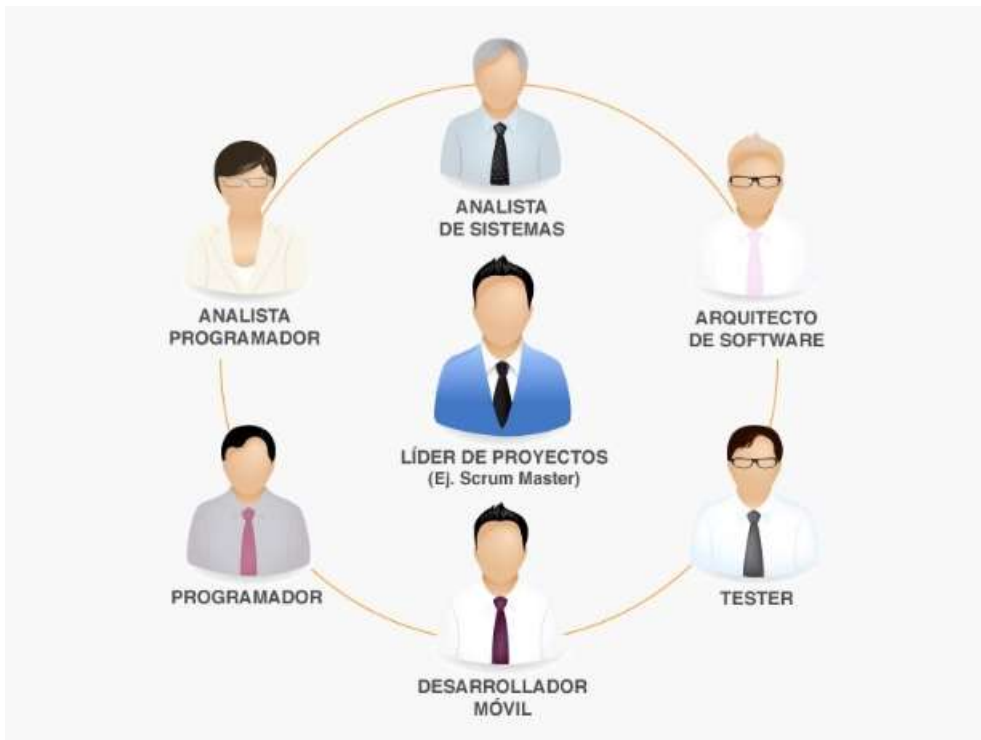 ANALISTA
DE SISTEMAS
ANALISTA
PROGRAMADOR
ARQUITECTO
DE SOFTWARE
LÍDER DE PROYECTOS
(Ej. Scrum Master)
PROGRAMADOR
TESTER
DESARROLLADOR
MÓVIL